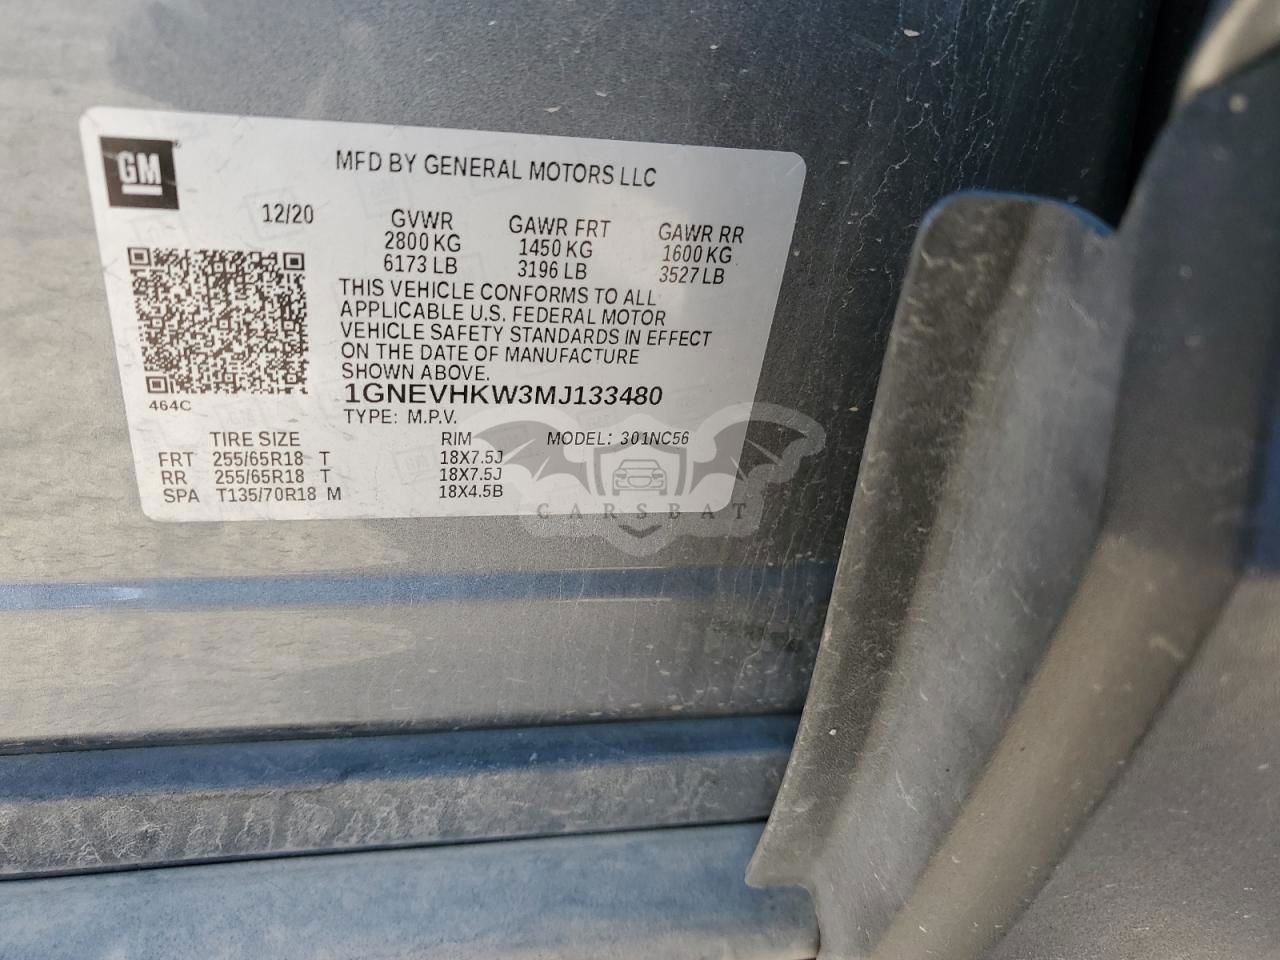 GM
MFD BY GENERAL MOTORS LLC
12/20 GVWR GAWR FRT GAWR RR
2800 KG 1450 KG 1600 KG
6173 LB 3196 LB 3527 LB
THIS VEHICLE CONFORMS TO ALL
APPLICABLE U.S. FEDERAL MOTOR
VEHICLE SAFETY STANDARDS IN EFFECT
ON THE DATE OF MANUFACTURE
SHOWN ABOVE.
1GNEVHKW3MJ133480
464C
TYPE: M.P.V.
TIRE SIZE RIM MODEL: 301NC56
FRT 255/65R18 T 18X7.5J
RR 255/65R18 T 18X7.5J
SPA T135/70R18 M 18X4.5B
CARSBAT